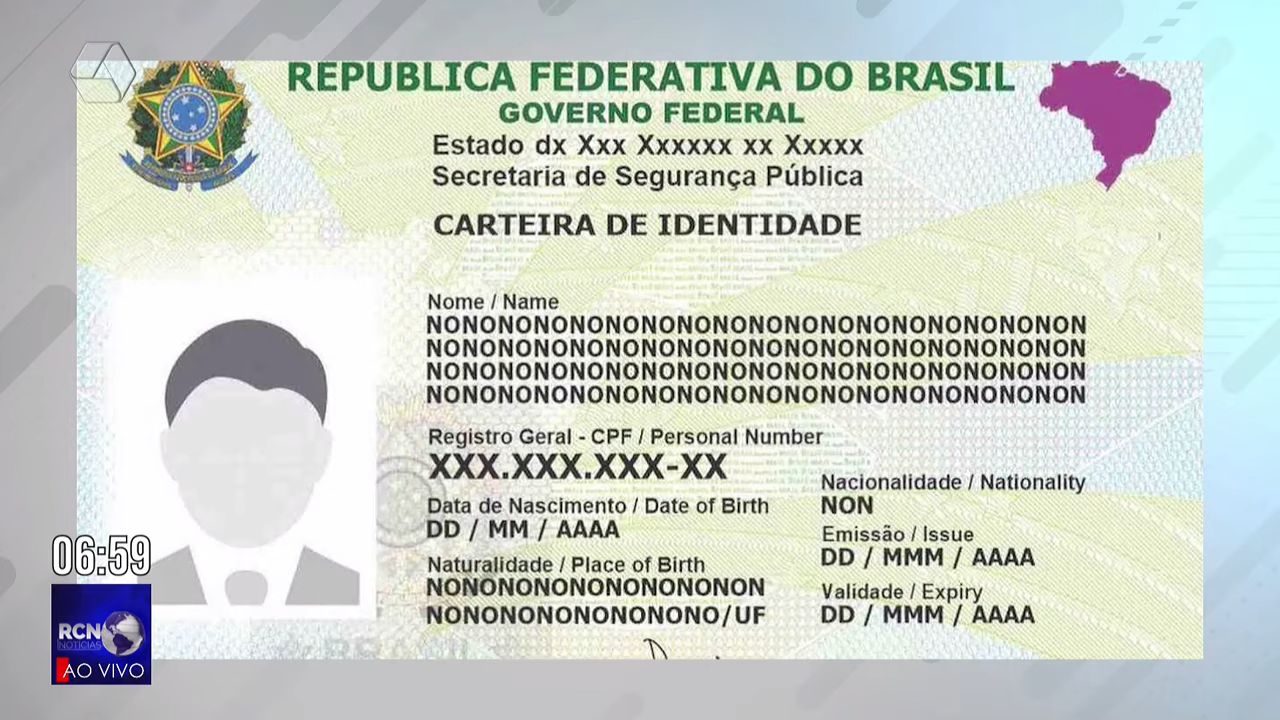 REPÚBLICA FEDERATIVA DO BRASIL
GOVERNO FEDERAL
Estado dx Xxx Xxxxxx xx Xxxxx
Secretaria de Segurança Pública
CARTEIRA DE IDENTIDADE
Nome / Name
NONONONONONONONONONONONONONONONONONON
NONONONONONONONONONONONONONONONONONON
NONONONONONONONONONONONONONONONONONON
NONONONONONONONONONONONONONONONONONON
Registro Geral - CPF / Personal Number
XXX.XXX.XXX-XX
Data de Nascimento / Date of Birth
DD / MM / AAAA
Naturalidade / Place of Birth
NONONONONONONONONON
NONONONONONONONO/UF
Nacionalidade / Nationality
NON
Emissão / Issue
DD / MMM / AAAA
Validade / Expiry
DD / MMM / AAAA
06:59
RCN
NOTÍCIAS
AO VIVO